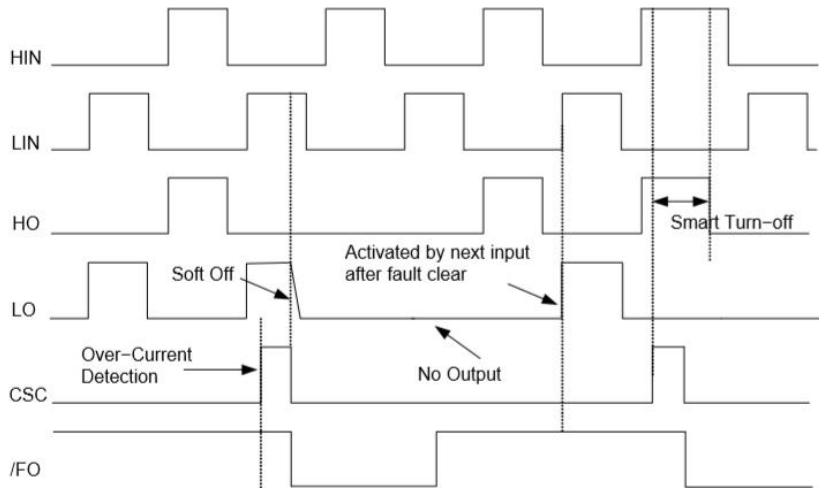 HIN
LIN
HO
Smart Turn-off
Activated by next input
after fault clear
Soft Off
LO
Over-Current
Detection
No Output
CSC
/FO